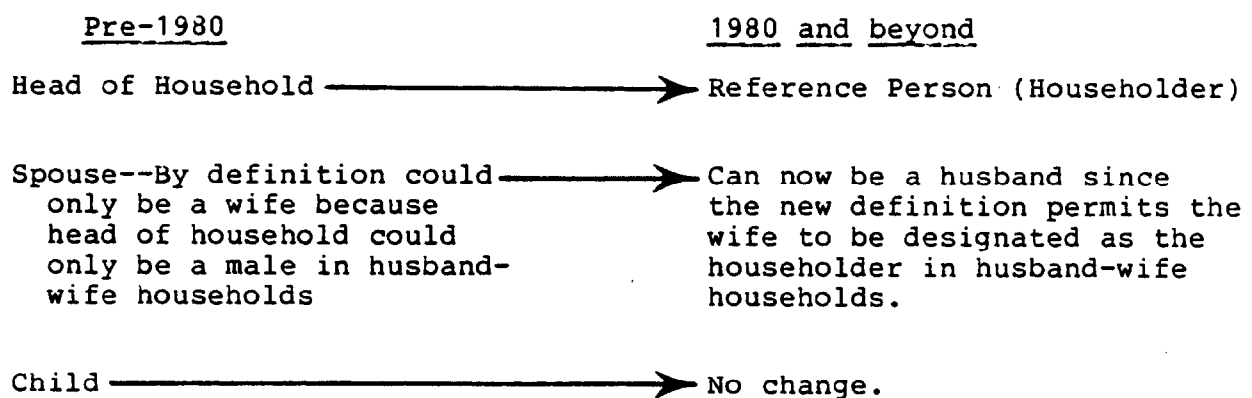 Pre-1980
1980 and beyond
Head of Household
Reference Person (Householder)
Spouse--By definition could
only be a wife because
head of household could
only be a male in husband-
wife households
Can now be a husband since
the new definition permits the
wife to be designated as the
householder in husband-wife
households.
Child
No change.